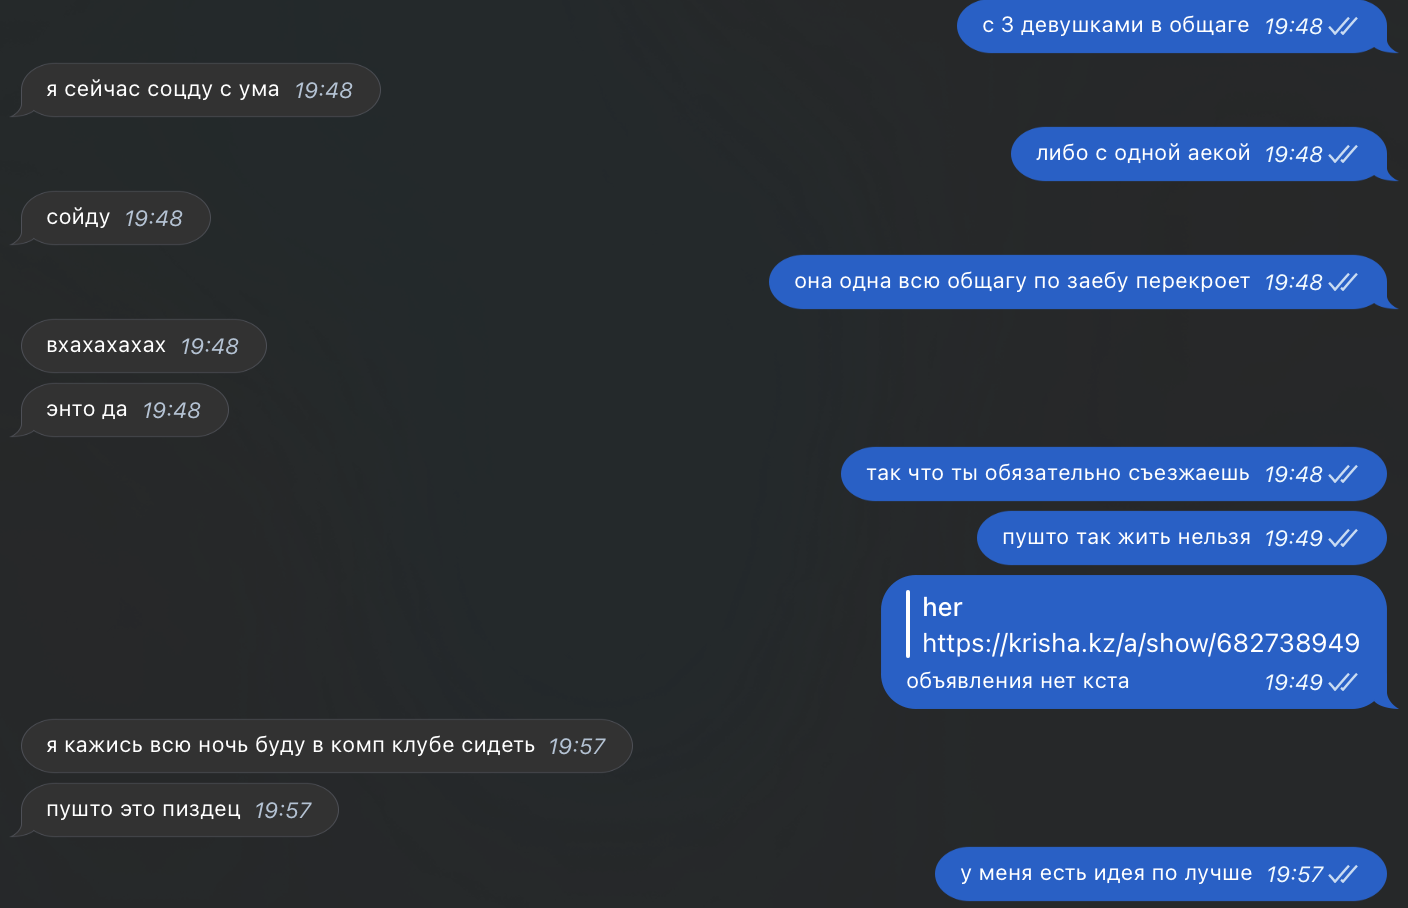 с 3 девушками в общаге 19:48
я сейчас соцду с ума 19:48
либо с одной аекой 19:48
сойду 19:48
она одна всю общагу по заебу перекроет 19:48
вхахахахах 19:48
энто да 19:48
так что ты обязательно съезжаешь 19:48
пушто так жить нельзя 19:49
her
https://krisha.kz/a/show/682738949
объявления нет кста 19:49
я кажись всю ночь буду в комп клубе сидеть 19:57
пушто это пиздец 19:57
у меня есть идея по лучше 19:57